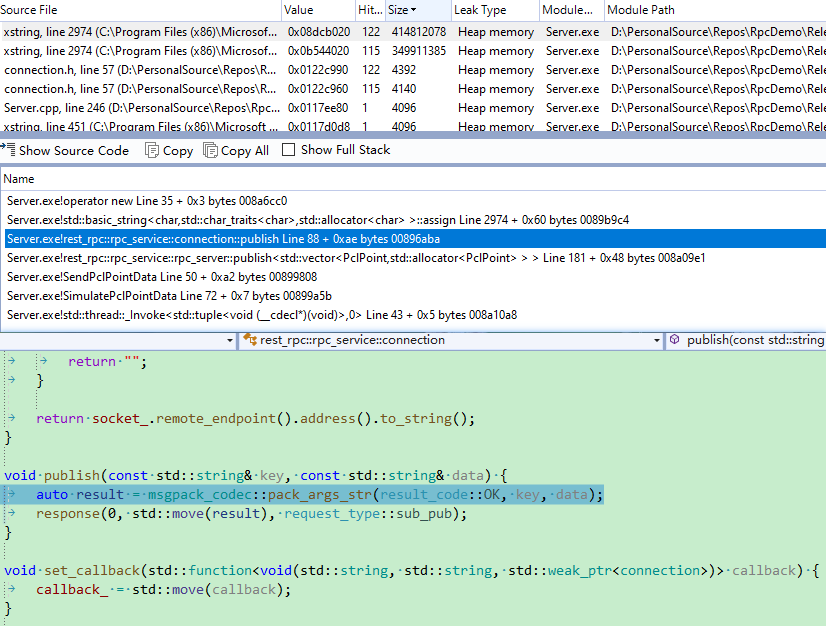 Source File Value Hit... Size Leak Type Module... Module Path
xstring, line 2974 (C:\Program Files (x86)\Microsof... 0x08dcb020 122 414812078 Heap memory Server.exe D:\PersonalSource\Repos\RpcDemo\Rele
xstring, line 2974 (C:\Program Files (x86)\Microsof... 0x0b544020 115 349911385 Heap memory Server.exe D:\PersonalSource\Repos\RpcDemo\Rele
connection.h, line 57 (D:\PersonalSource\Repos\R... 0x0122c990 122 4392 Heap memory Server.exe D:\PersonalSource\Repos\RpcDemo\Rele
connection.h, line 57 (D:\PersonalSource\Repos\R... 0x0122c960 115 4140 Heap memory Server.exe D:\PersonalSource\Repos\RpcDemo\Rele
Server.cpp, line 246 (D:\PersonalSource\Repos\Rpc... 0x0117ee80 1 4096 Heap memory Server.exe D:\PersonalSource\Repos\RpcDemo\Rele
xstring, line 451 (C:\Program Files (x86)\Microsoft ... 0x0117d0d8 1 4096 Heap memory Server.exe D:\PersonalSource\Repos\RpcDemo\Rele
Show Source Code Copy Copy All Show Full Stack
Name
Server.exe!operator new Line 35 + 0x3 bytes 008a6cc0
Server.exe!std::basic_string<char,std::char_traits<char>,std::allocator<char> >::assign Line 2974 + 0x60 bytes 0089b9c4
Server.exe!rest_rpc::rpc_service::connection::publish Line 88 + 0xae bytes 00896aba
Server.exe!rest_rpc::rpc_service::rpc_server::publish<std::vector<PclPoint,std::allocator<PclPoint> > > Line 181 + 0x48 bytes 008a09e1
Server.exe!SendPclPointData Line 50 + 0xa2 bytes 00899808
Server.exe!SimulatePclPointData Line 72 + 0x7 bytes 00899a5b
Server.exe!std::thread::_Invoke<std::tuple<void (__cdecl*)(void)>,0> Line 43 + 0x5 bytes 008a10a8
rest_rpc::rpc_service::connection publish(const std::string
return "";
}
return socket_.remote_endpoint().address().to_string();
}
void publish(const std::string& key, const std::string& data) {
auto result = msgpack_codec::pack_args_str(result_code::OK, key, data);
response(0, std::move(result), request_type::sub_pub);
}
void set_callback(std::function<void(std::string, std::string, std::weak_ptr<connection>)> callback) {
callback_ = std::move(callback);
}